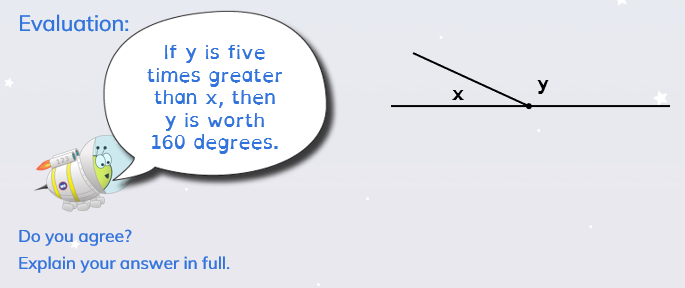 Evaluation:
If y is five
times greater
than x, then
y is worth
160 degrees.
x
y
Do you agree?
Explain your answer in full.